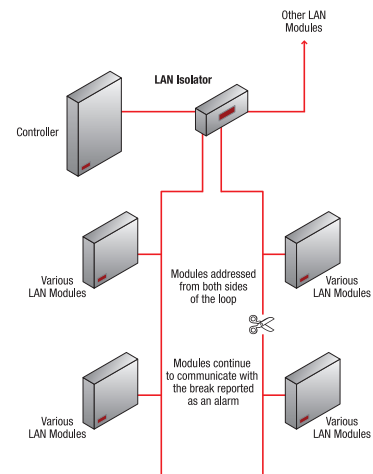 Other LAN
Modules
LAN Isolator
Controller
Various
LAN Modules
Modules addressed
from both sides
of the loop
Various
LAN Modules
Modules continue
to communicate with
the break reported
as an alarm
Various
LAN Modules
Various
LAN Modules